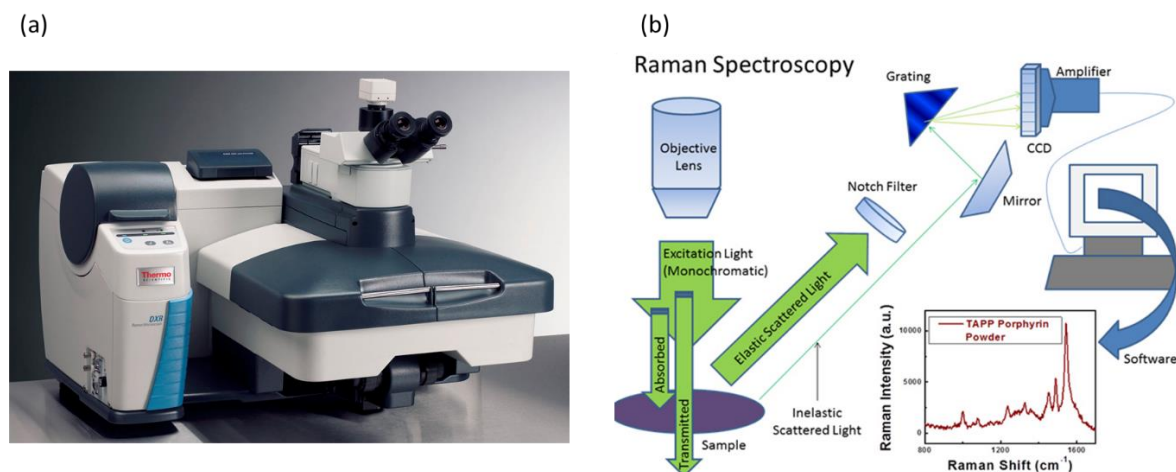 (a)
(b)
Thermo
SCIENTIFIC
DXR
Raman Spectroscopy
Grating
Amplifier
CCD
Objective
Lens
Notch Filter
Mirror
Excitation Light
(Monochromatic)
Elastic Scattered Light
Absorbed
Transmitted
Sample
Inelastic
Scattered Light
Software
TAPP Porphyrin
Powder
Raman Intensity (a.u.)
10000
5000
0
800
1200
1600
Raman Shift (cm⁻¹)